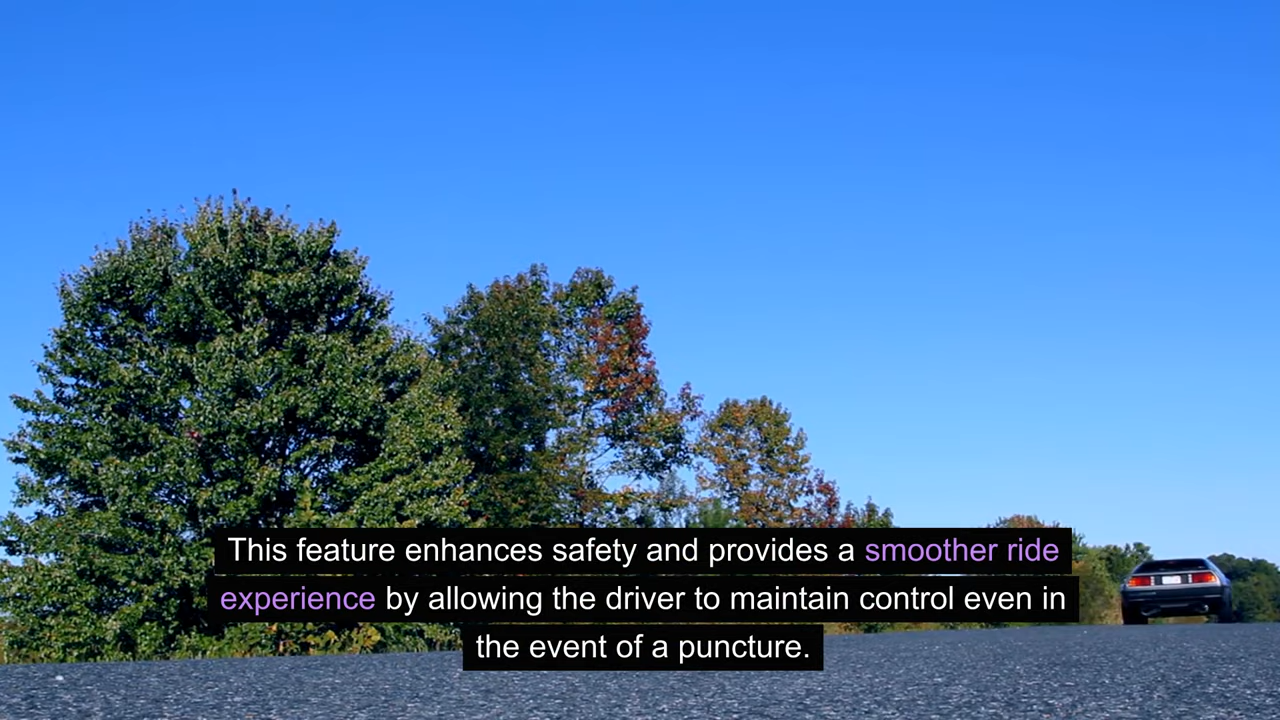 This feature enhances safety and provides a smoother ride
experience by allowing the driver to maintain control even in
the event of a puncture.